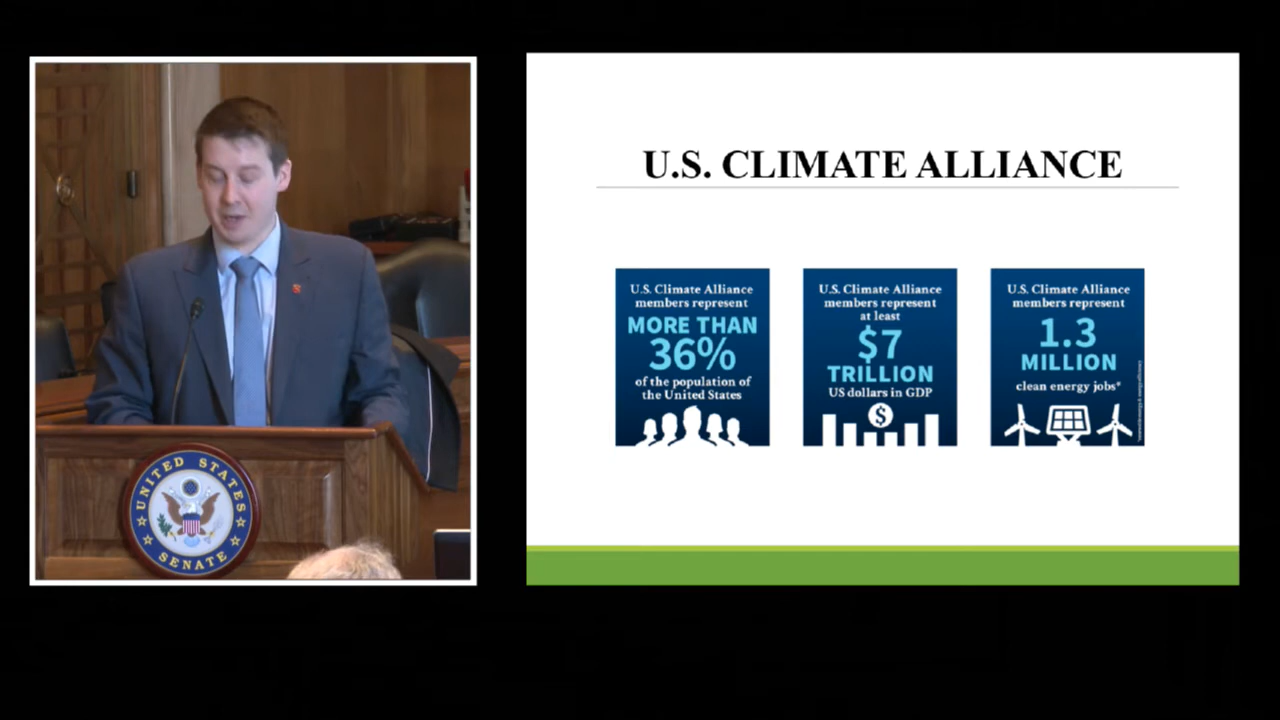 UNITED STATES
SENATE
U.S. CLIMATE ALLIANCE
U.S. Climate Alliance
members represent
MORE THAN
36%
of the population of
the United States
U.S. Climate Alliance
members represent
at least
$7
TRILLION
US dollars in GDP
$
U.S. Climate Alliance
members represent
1.3
MILLION
clean energy jobs*